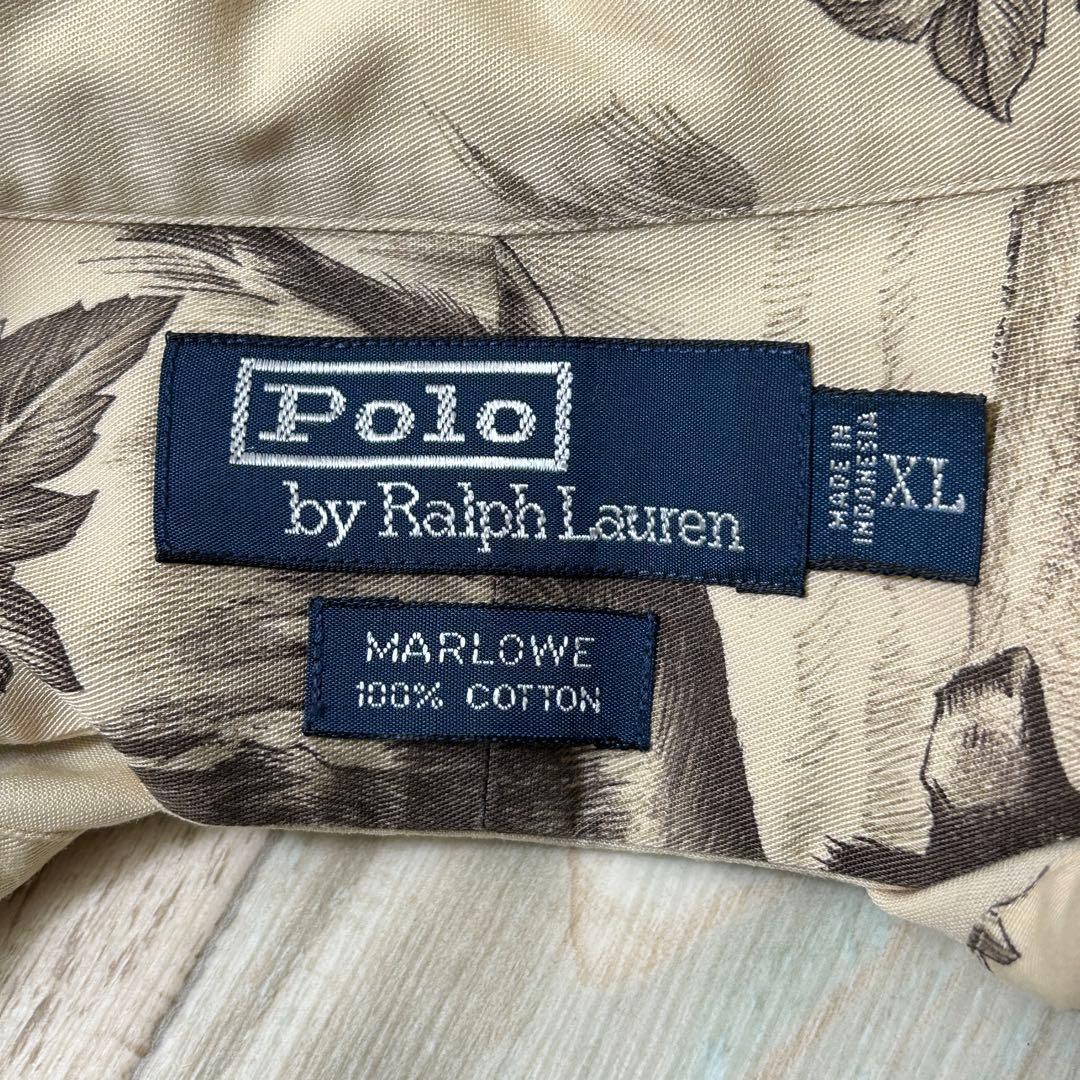 Polo
by Ralph Lauren
MADE IN
INDONESIA
XL
MARLOWE
100% COTTON